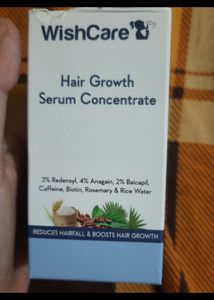 WishCare
Hair Growth
Serum Concentrate
3% Redensyl, 4% Anagain, 2% Baicapil,
Caffeine, Biotin, Rosemary & Rice Water
REDUCES HAIRFALL & BOOSTS HAIR GROWTH